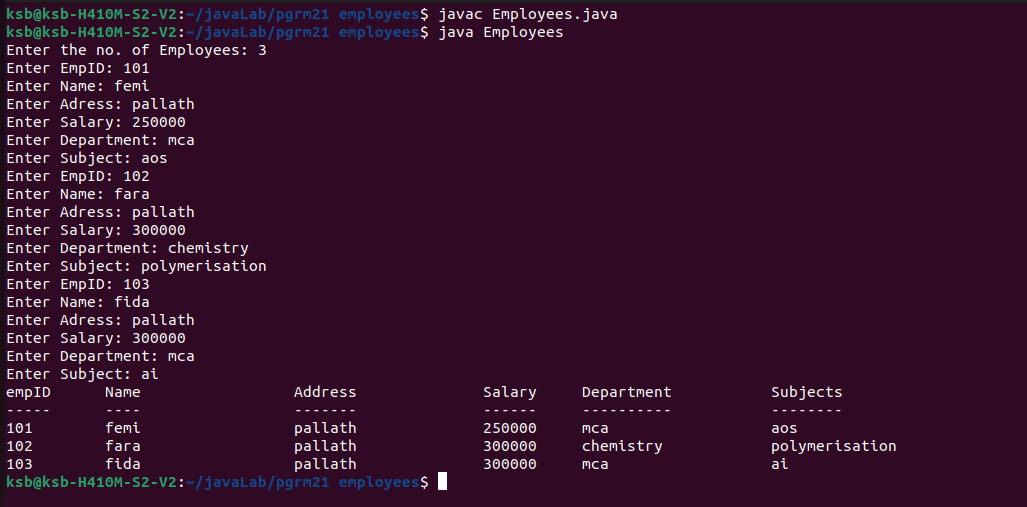 ksb@ksb-H410M-S2-V2:~/javaLab/pgrm21 employees$ javac Employees.java
ksb@ksb-H410M-S2-V2:~/javaLab/pgrm21 employees$ java Employees
Enter the no. of Employees: 3
Enter EmpID: 101
Enter Name: femi
Enter Adress: pallath
Enter Salary: 250000
Enter Department: mca
Enter Subject: aos
Enter EmpID: 102
Enter Name: fara
Enter Adress: pallath
Enter Salary: 300000
Enter Department: chemistry
Enter Subject: polymerisation
Enter EmpID: 103
Enter Name: fida
Enter Adress: pallath
Enter Salary: 300000
Enter Department: mca
Enter Subject: ai
empID      Name                 Address              Salary     Department           Subjects
-----      ----                 -------              ------     ----------           --------
101        femi                 pallath              250000     mca                  aos
102        fara                 pallath              300000     chemistry            polymerisation
103        fida                 pallath              300000     mca                  ai
ksb@ksb-H410M-S2-V2:~/javaLab/pgrm21 employees$